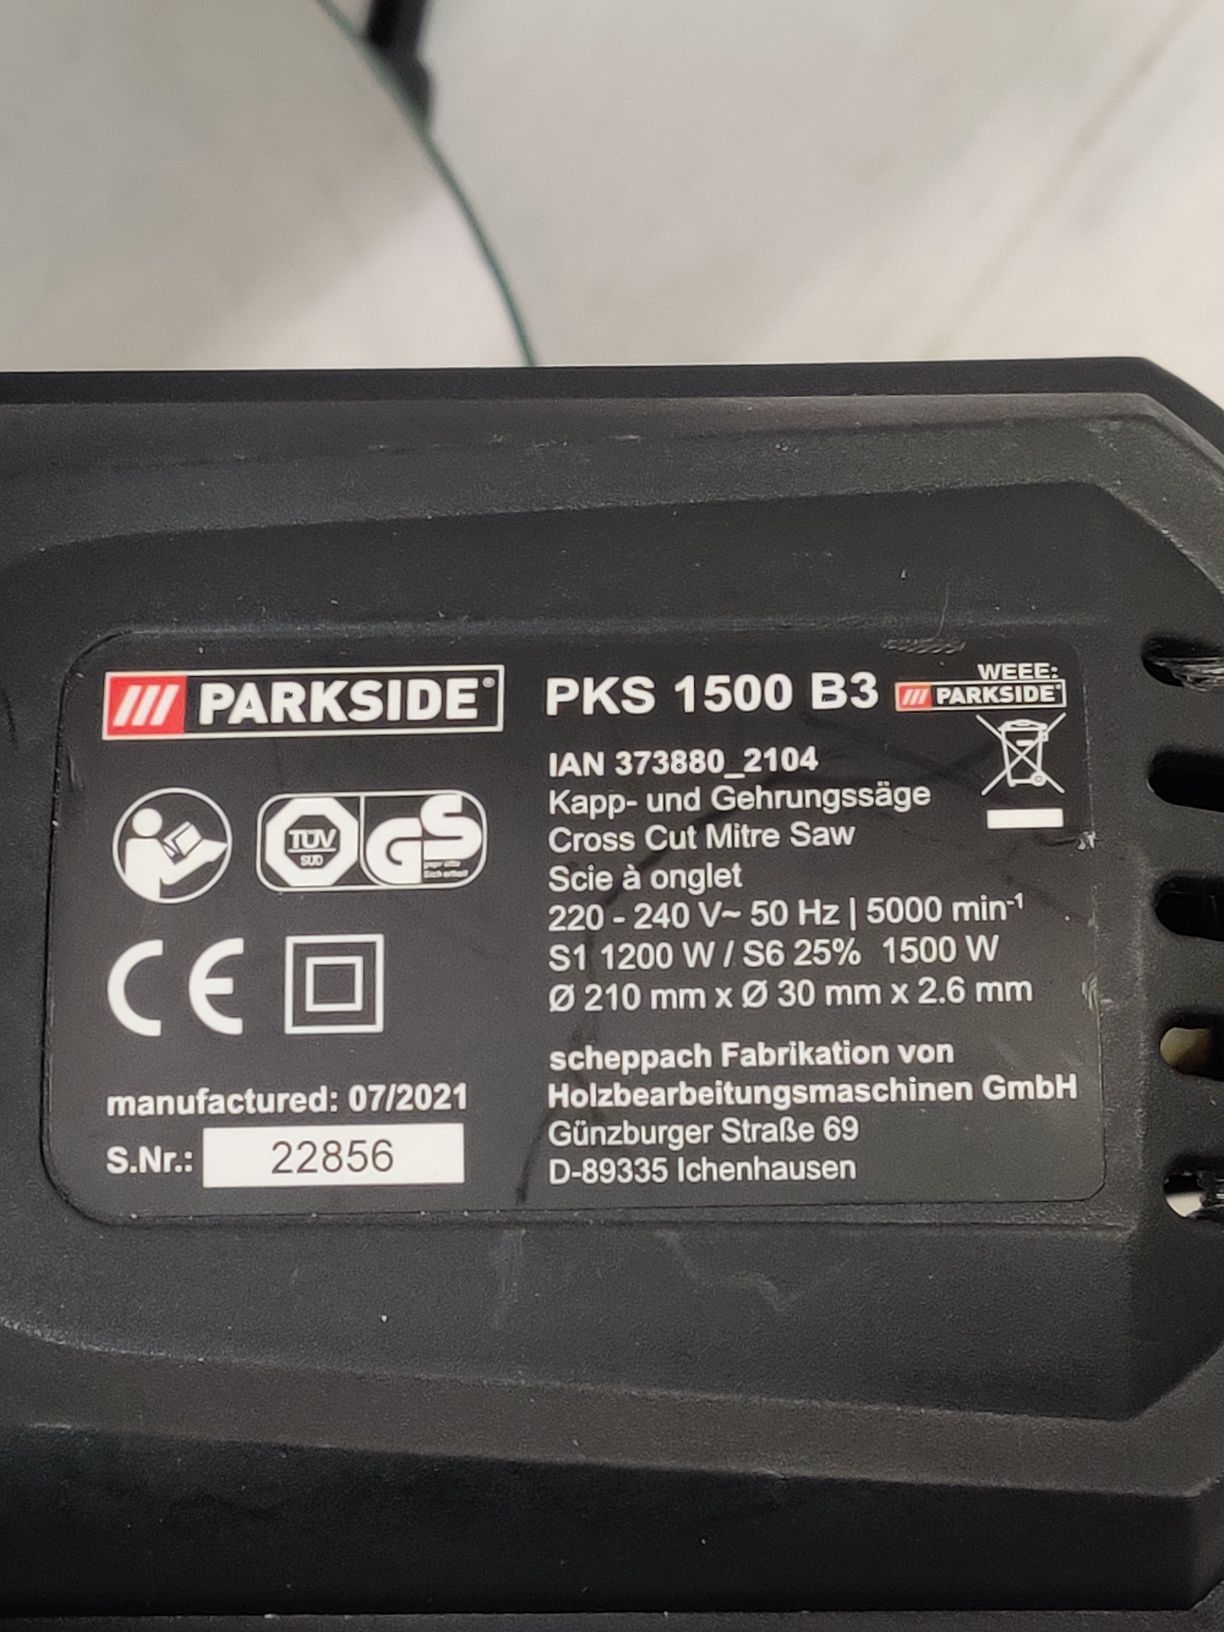 PARKSIDE®
PKS 1500 B3
WEEE:
PARKSIDE®
IAN 373880_2104
Kapp- und Gehrungssäge
Cross Cut Mitre Saw
Scie à onglet
220 - 240 V~ 50 Hz | 5000 min⁻¹
S1 1200 W / S6 25% 1500 W
Ø 210 mm x Ø 30 mm x 2.6 mm
TÜV
SÜD
GS
geprüfte
Sicherheit
CE
scheppach Fabrikation von
Holzbearbeitungsmaschinen GmbH
Günzburger Straße 69
D-89335 Ichenhausen
manufactured: 07/2021
S.Nr.: 22856